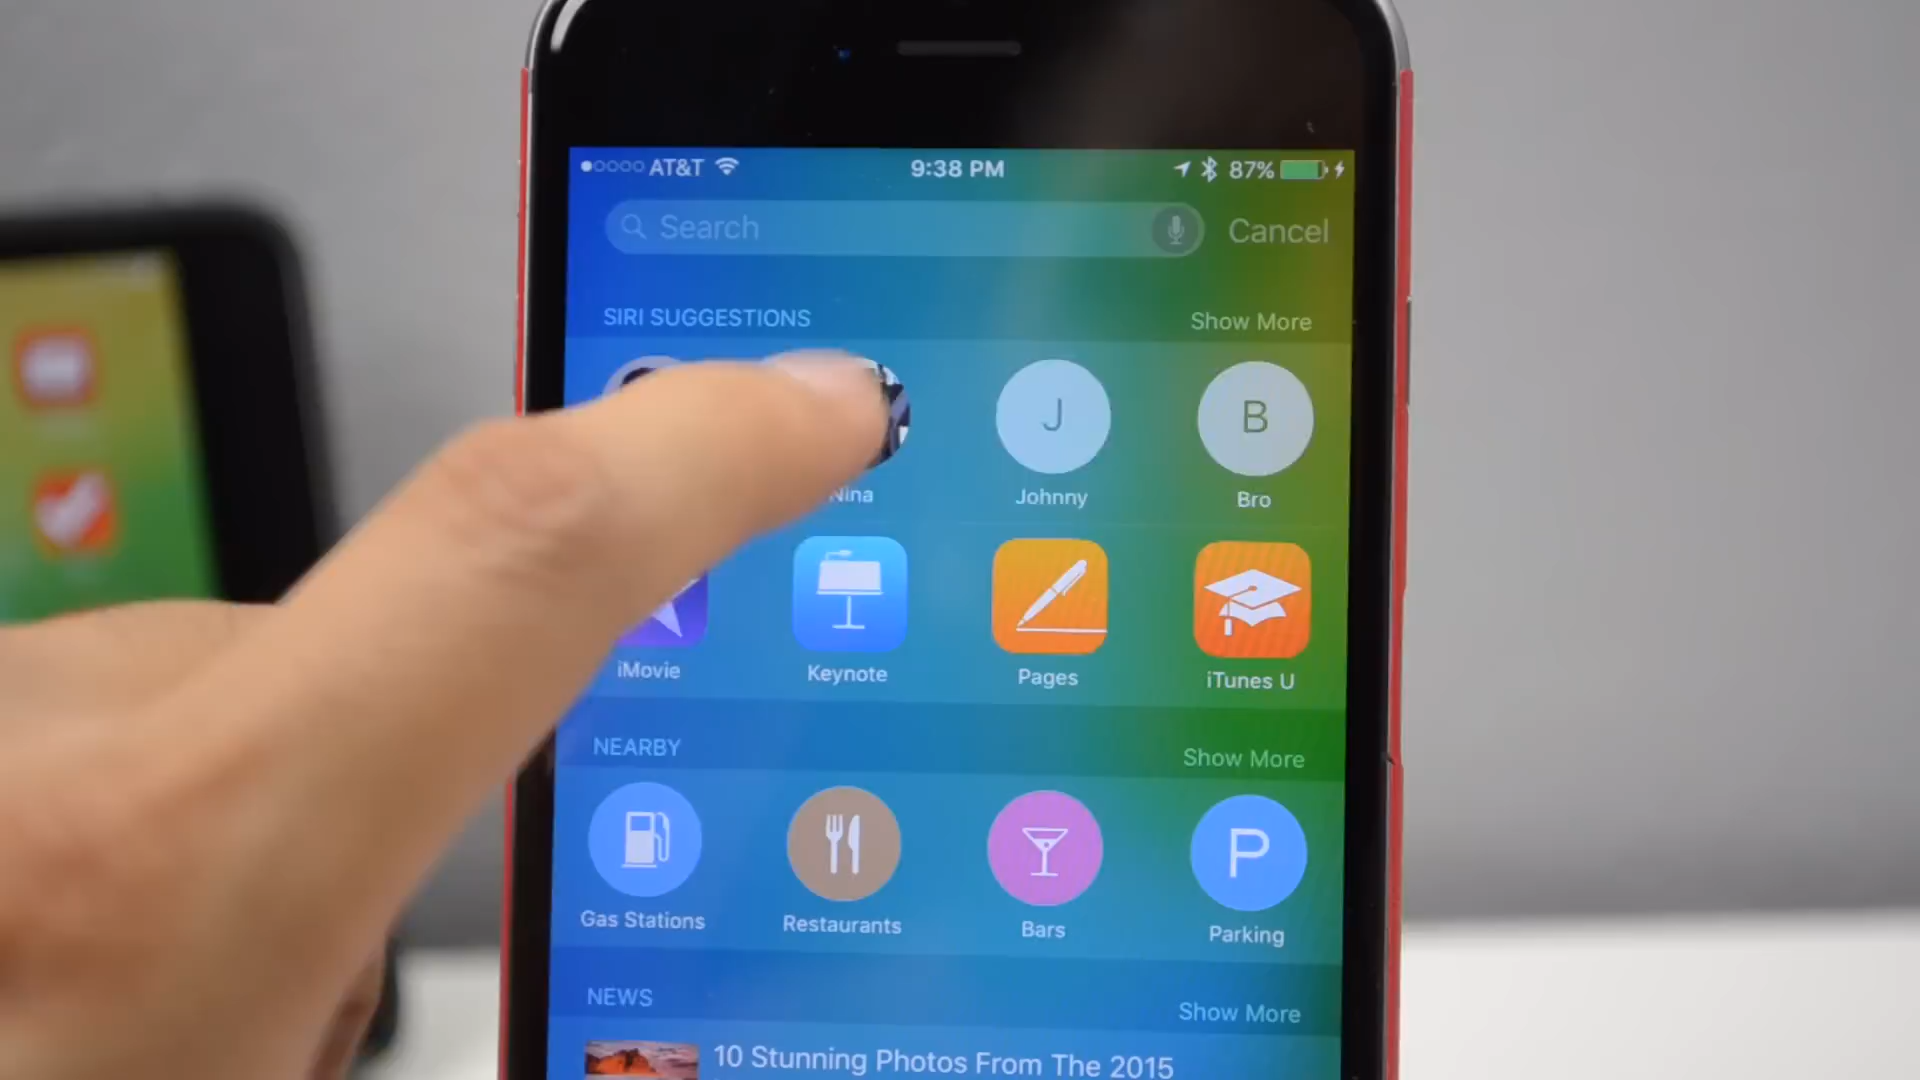 AT&T 9:38 PM 87%
Search Cancel
SIRI SUGGESTIONS Show More
J B
Nina Johnny Bro
iMovie Keynote Pages iTunes U
NEARBY Show More
P
Gas Stations Restaurants Bars Parking
NEWS Show More
10 Stunning Photos From The 2015